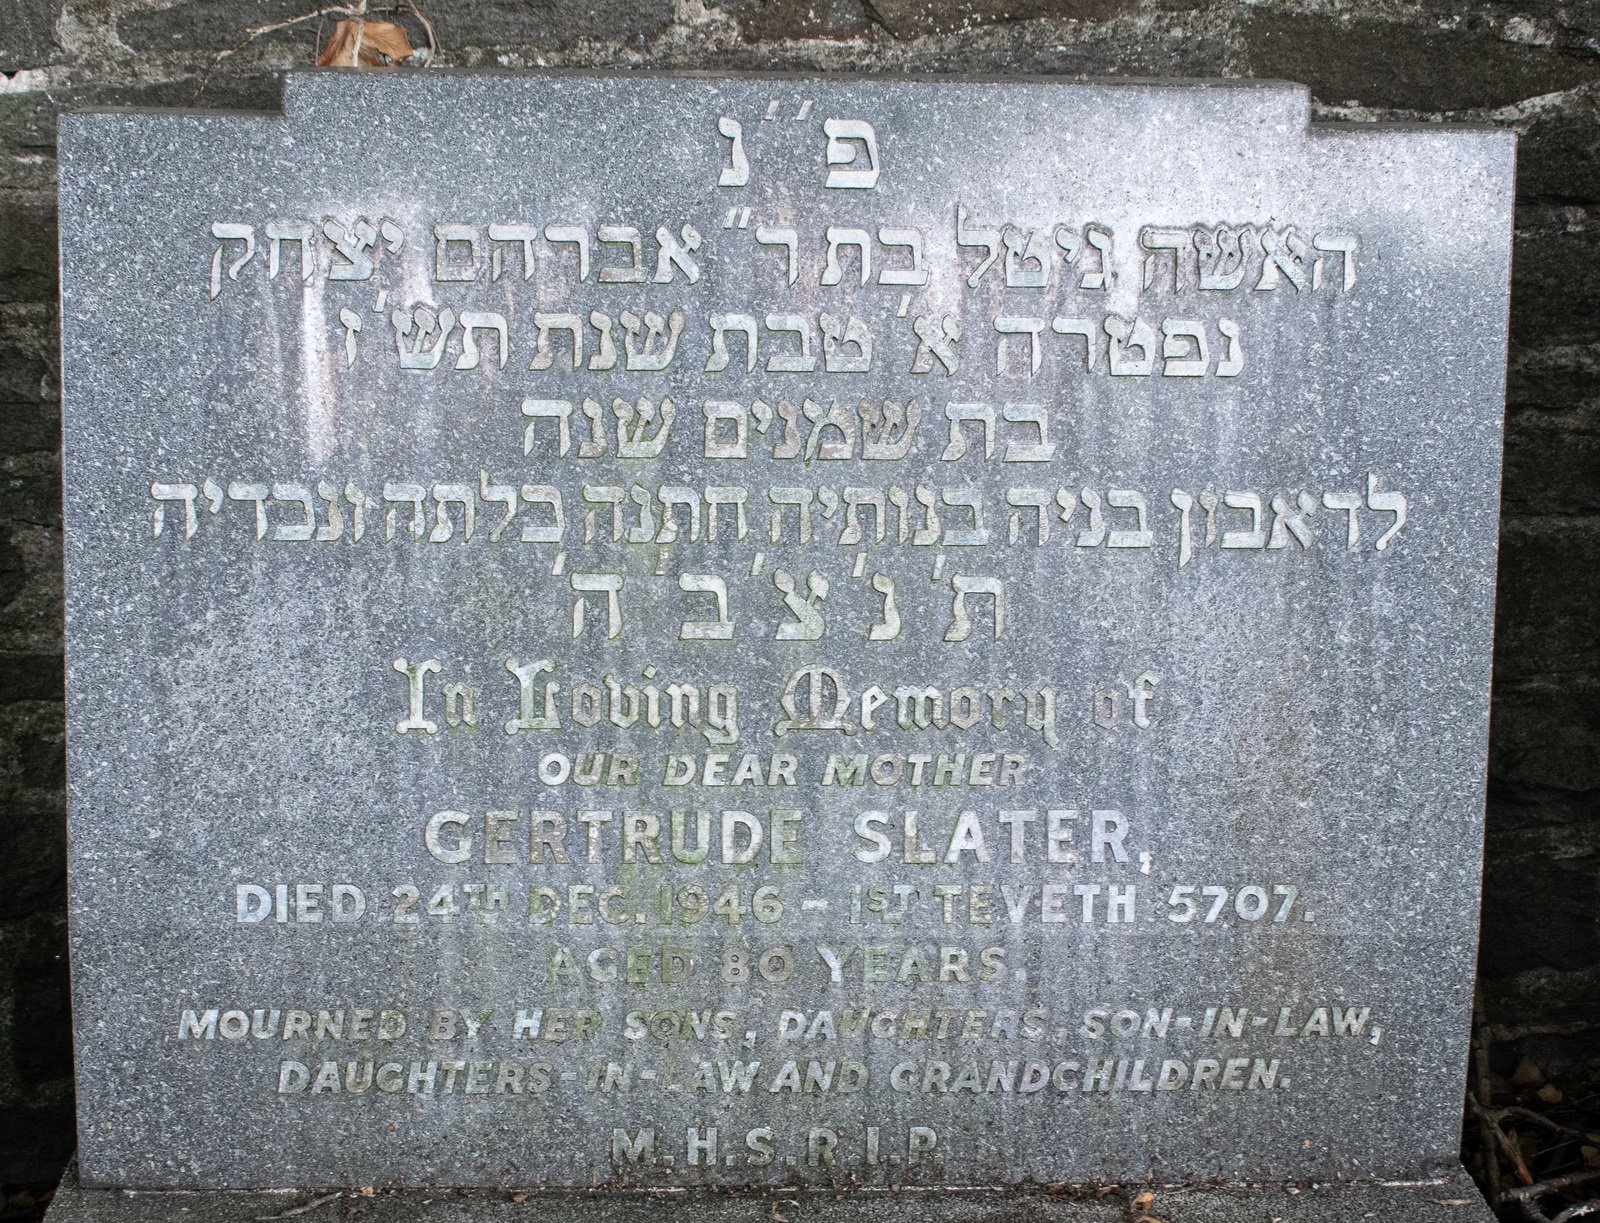 פ״נ
האשה גיטל בת ר״ אברהם יצחק
נפטרה א׳ טבת שנת תש׳ז
בת שמנים שנה
לדאבון בניה בנותיה חתנה כלתה ונכדיה
ת׳ נ׳ צ׳ ב׳ ה׳
In Loving Memory of
OUR DEAR MOTHER
GERTRUDE SLATER,
DIED 24TH DEC. 1946 – 1ST TEVETH 5707.
AGED 80 YEARS.
MOURNED BY HER SONS, DAUGHTERS, SON-IN-LAW,
DAUGHTERS-IN-LAW AND GRANDCHILDREN.
M.H.S.R.I.P.